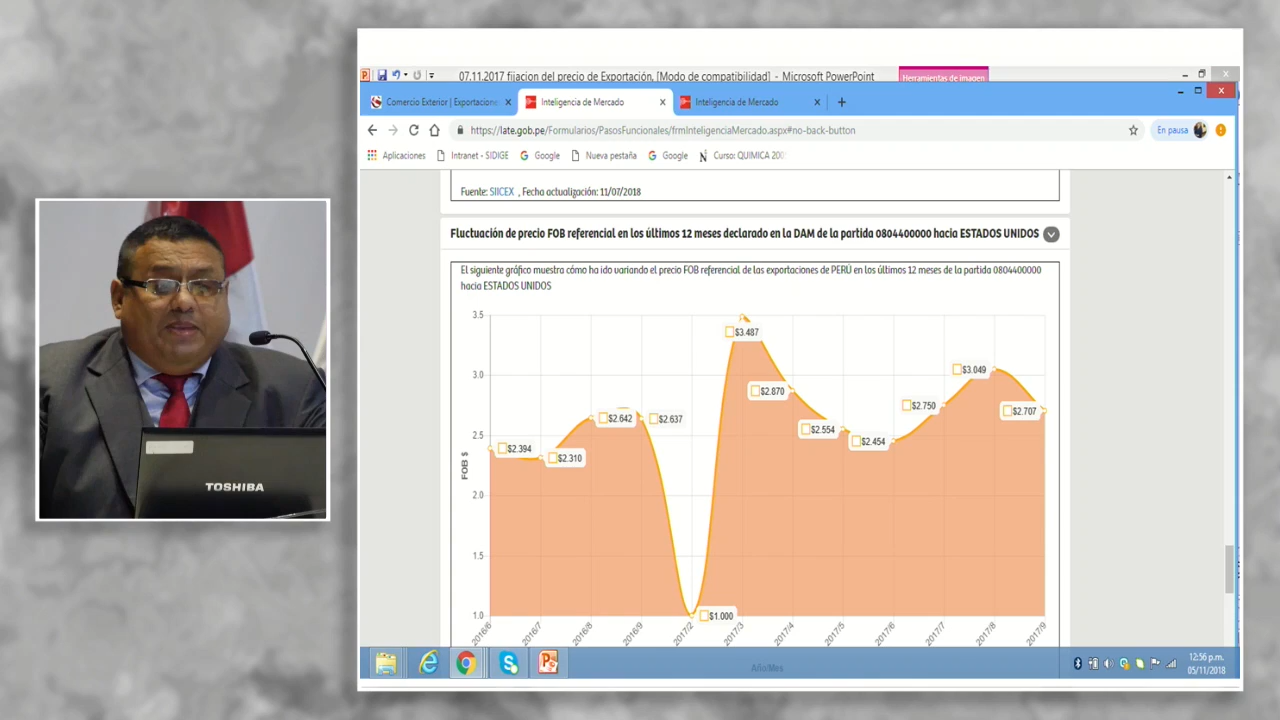 07.11.2017 fijacion del precio de Exportación, [Modo de compatibilidad] - Microsoft PowerPoint
Herramientas de imagen
Comercio Exterior | Exportacione
Inteligencia de Mercado
Inteligencia de Mercado
https://late.gob.pe/Formularios/PasosFuncionales/frmInteligenciaMercado.aspx#no-back-button
En pausa
Aplicaciones
Intranet - SIDIGE
Google
Nueva pestaña
Google
Curso: QUIMICA 200
Fuente: SIICEX , Fecha actualización: 11/07/2018
Fluctuación de precio FOB referencial en los últimos 12 meses declarado en la DAM de la partida 0804400000 hacia ESTADOS UNIDOS
El siguiente gráfico muestra cómo ha ido variando el precio FOB referencial de las exportaciones de PERÚ en los últimos 12 meses de la partida 0804400000
hacia ESTADOS UNIDOS
3.5
$3.487
3.0
$3.049
$2.870
$2.750
$2.707
$2.642
$2.637
$2.554
2.5
$2.454
$2.394
$2.310
FOB $
2.0
1.5
1.0
$1.000
2016/6
2016/7
2016/8
2016/9
2017/2
2017/3
2017/4
2017/5
2017/6
2017/7
2017/8
2017/9
Año/Mes
TOSHIBA
12:56 p.m.
05/11/2018